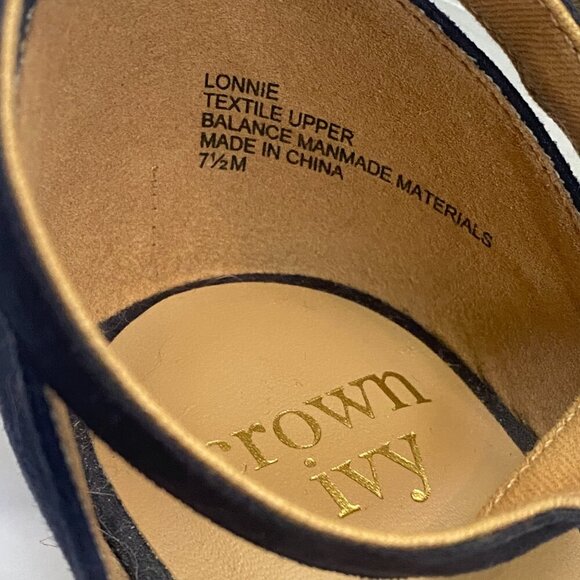 LONNIE
TEXTILE UPPER
BALANCE MANMADE MATERIALS
MADE IN CHINA
7½M
crown
ivy